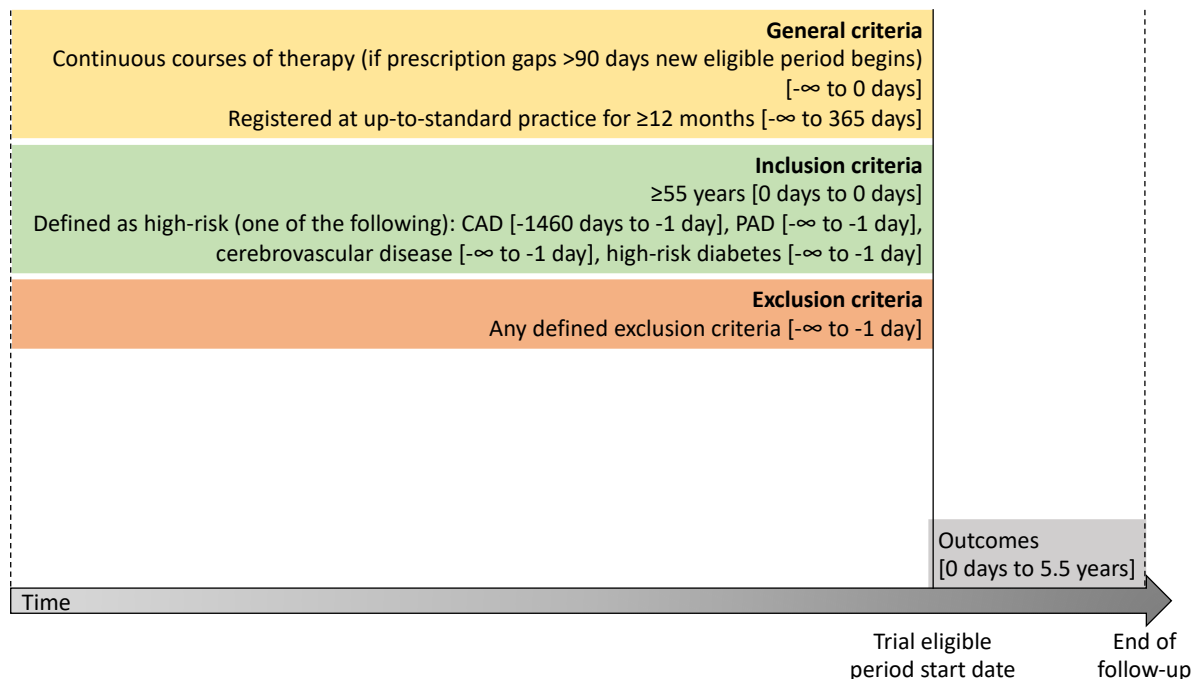 General criteria
Continuous courses of therapy (if prescription gaps >90 days new eligible period begins)
[-∞ to 0 days]
Registered at up-to-standard practice for ≥12 months [-∞ to 365 days]
Inclusion criteria
≥55 years [0 days to 0 days]
Defined as high-risk (one of the following): CAD [-1460 days to -1 day], PAD [-∞ to -1 day],
cerebrovascular disease [-∞ to -1 day], high-risk diabetes [-∞ to -1 day]
Exclusion criteria
Any defined exclusion criteria [-∞ to -1 day]
Outcomes
[0 days to 5.5 years]
Time
Trial eligible
period start date
End of
follow-up